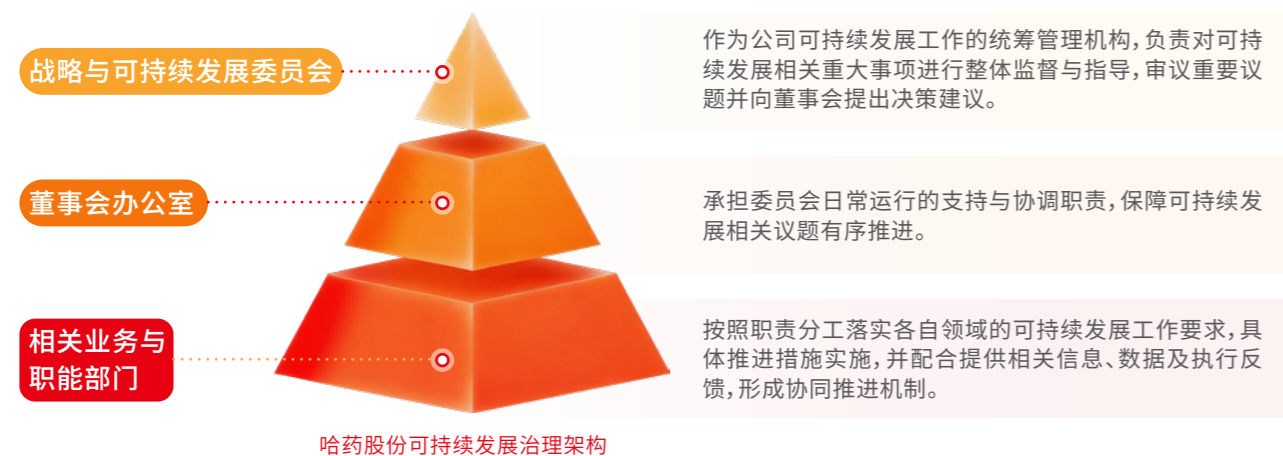 战略与可持续发展委员会
作为公司可持续发展工作的统筹管理机构，负责对可持
续发展相关重大事项进行整体监督与指导，审议重要议
题并向董事会提出决策建议。
董事会办公室
承担委员会日常运行的支持与协调职责，保障可持续发
展相关议题有序推进。
相关业务与
职能部门
按照职责分工落实各自领域的可持续发展工作要求，具
体推进措施实施，并配合提供相关信息、数据及执行反
馈，形成协同推进机制。
哈药股份可持续发展治理架构